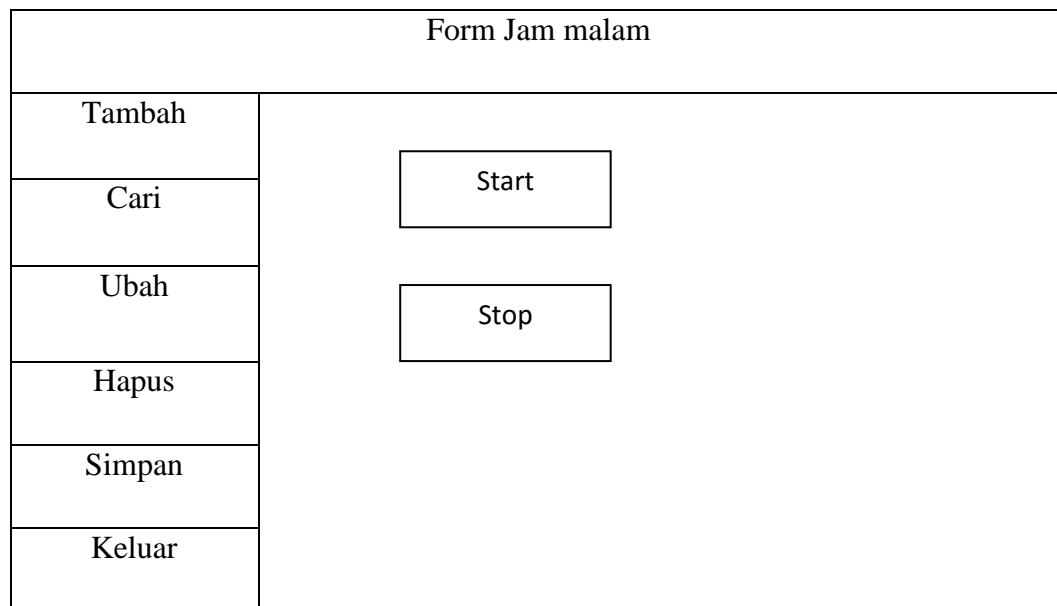 Form Jam malam
Tambah
Start
Cari
Ubah
Stop
Hapus
Simpan
Keluar